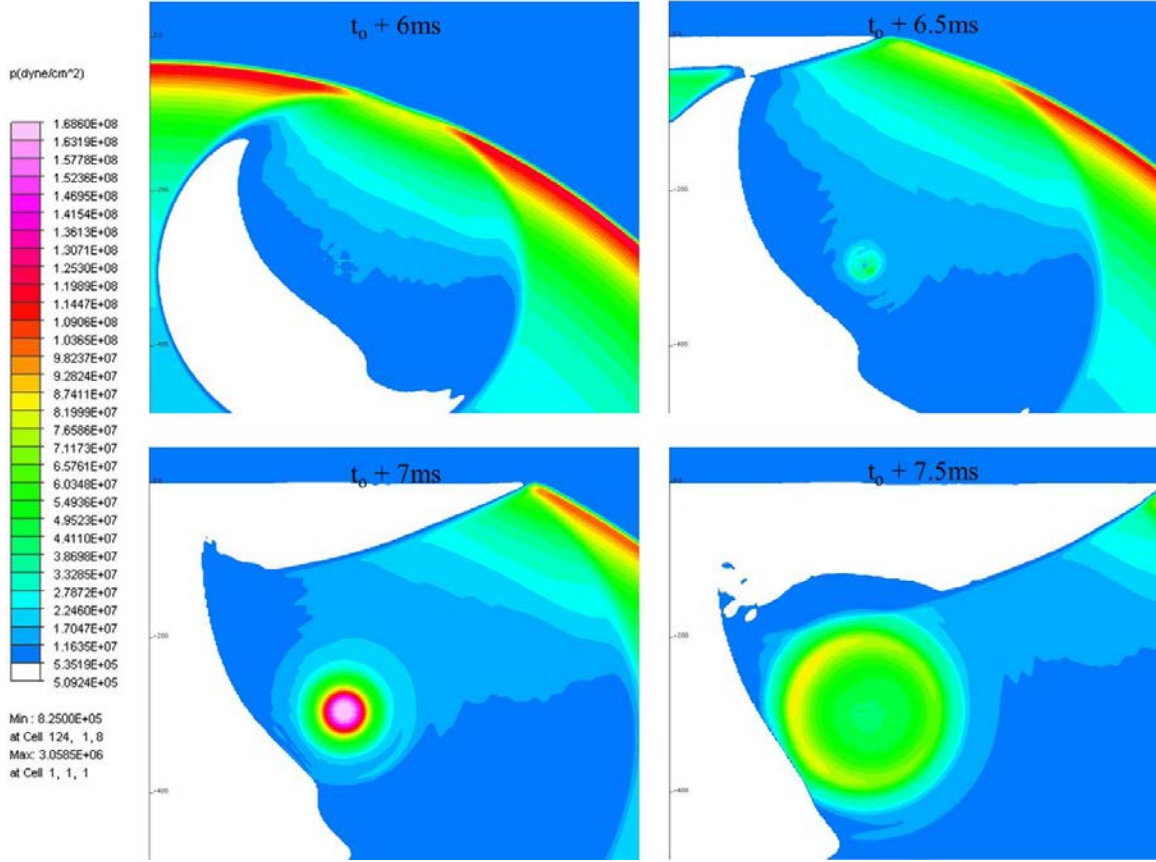 p(dyne/cm^2)
1.6860E+08
1.6319E+08
1.5778E+08
1.5236E+08
1.4695E+08
1.4154E+08
1.3613E+08
1.3071E+08
1.2530E+08
1.1989E+08
1.1447E+08
1.0906E+08
1.0365E+08
9.8237E+07
9.2824E+07
8.7411E+07
8.1999E+07
7.6586E+07
7.1173E+07
6.5761E+07
6.0348E+07
5.4936E+07
4.9523E+07
4.4110E+07
3.8698E+07
3.3285E+07
2.7872E+07
2.2460E+07
1.7047E+07
1.1635E+07
5.3519E+05
5.0924E+05
Min : 8.2500E+05
at Cell 124, 1, 8
Max: 3.0585E+06
at Cell 1, 1, 1
to + 6ms
-200
-400
to + 6.5ms
-200
-400
to + 7ms
-200
-400
to + 7.5ms
-200
-400